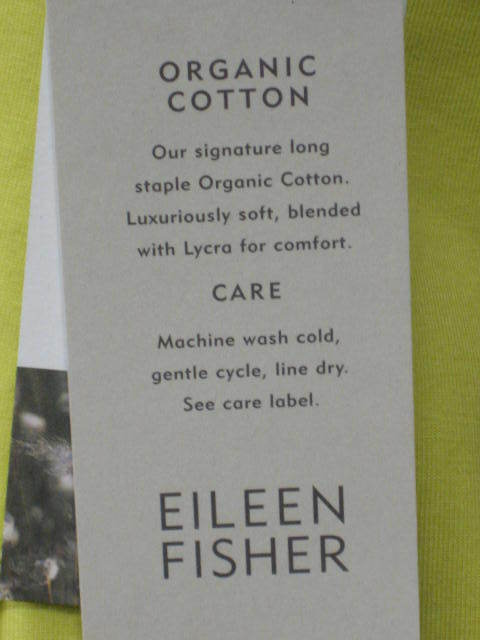 ORGANIC
COTTON
Our signature long
staple Organic Cotton.
Luxuriously soft, blended
with Lycra for comfort.
CARE
Machine wash cold,
gentle cycle, line dry.
See care label.
EILEEN
FISHER